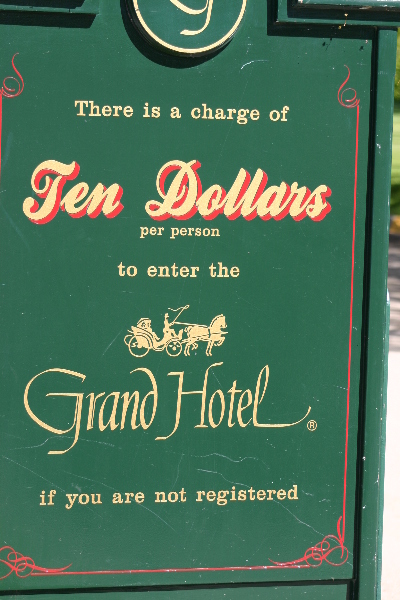 G
There is a charge of
Ten Dollars
per person
to enter the
Grand Hotel ®
if you are not registered